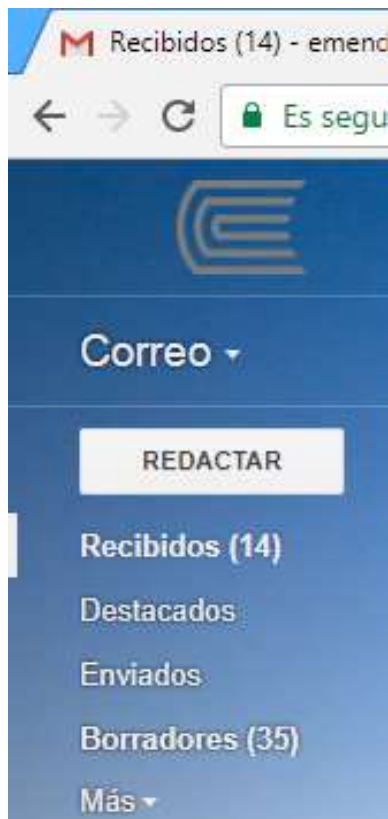 Recibidos (14) - emend
Es segu
Correo
REDACTAR
Recibidos (14)
Destacados
Enviados
Borradores (35)
Más